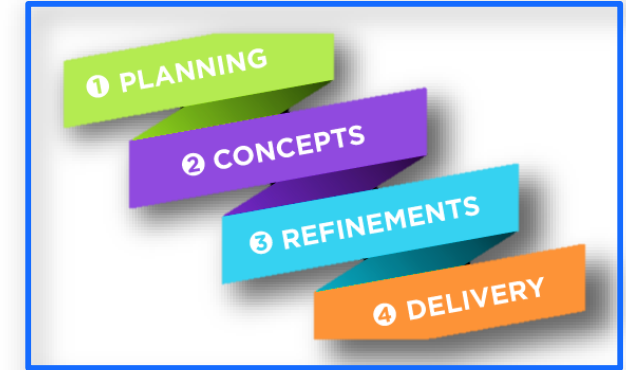 ❶ PLANNING
❷ CONCEPTS
❸ REFINEMENTS
❹ DELIVERY